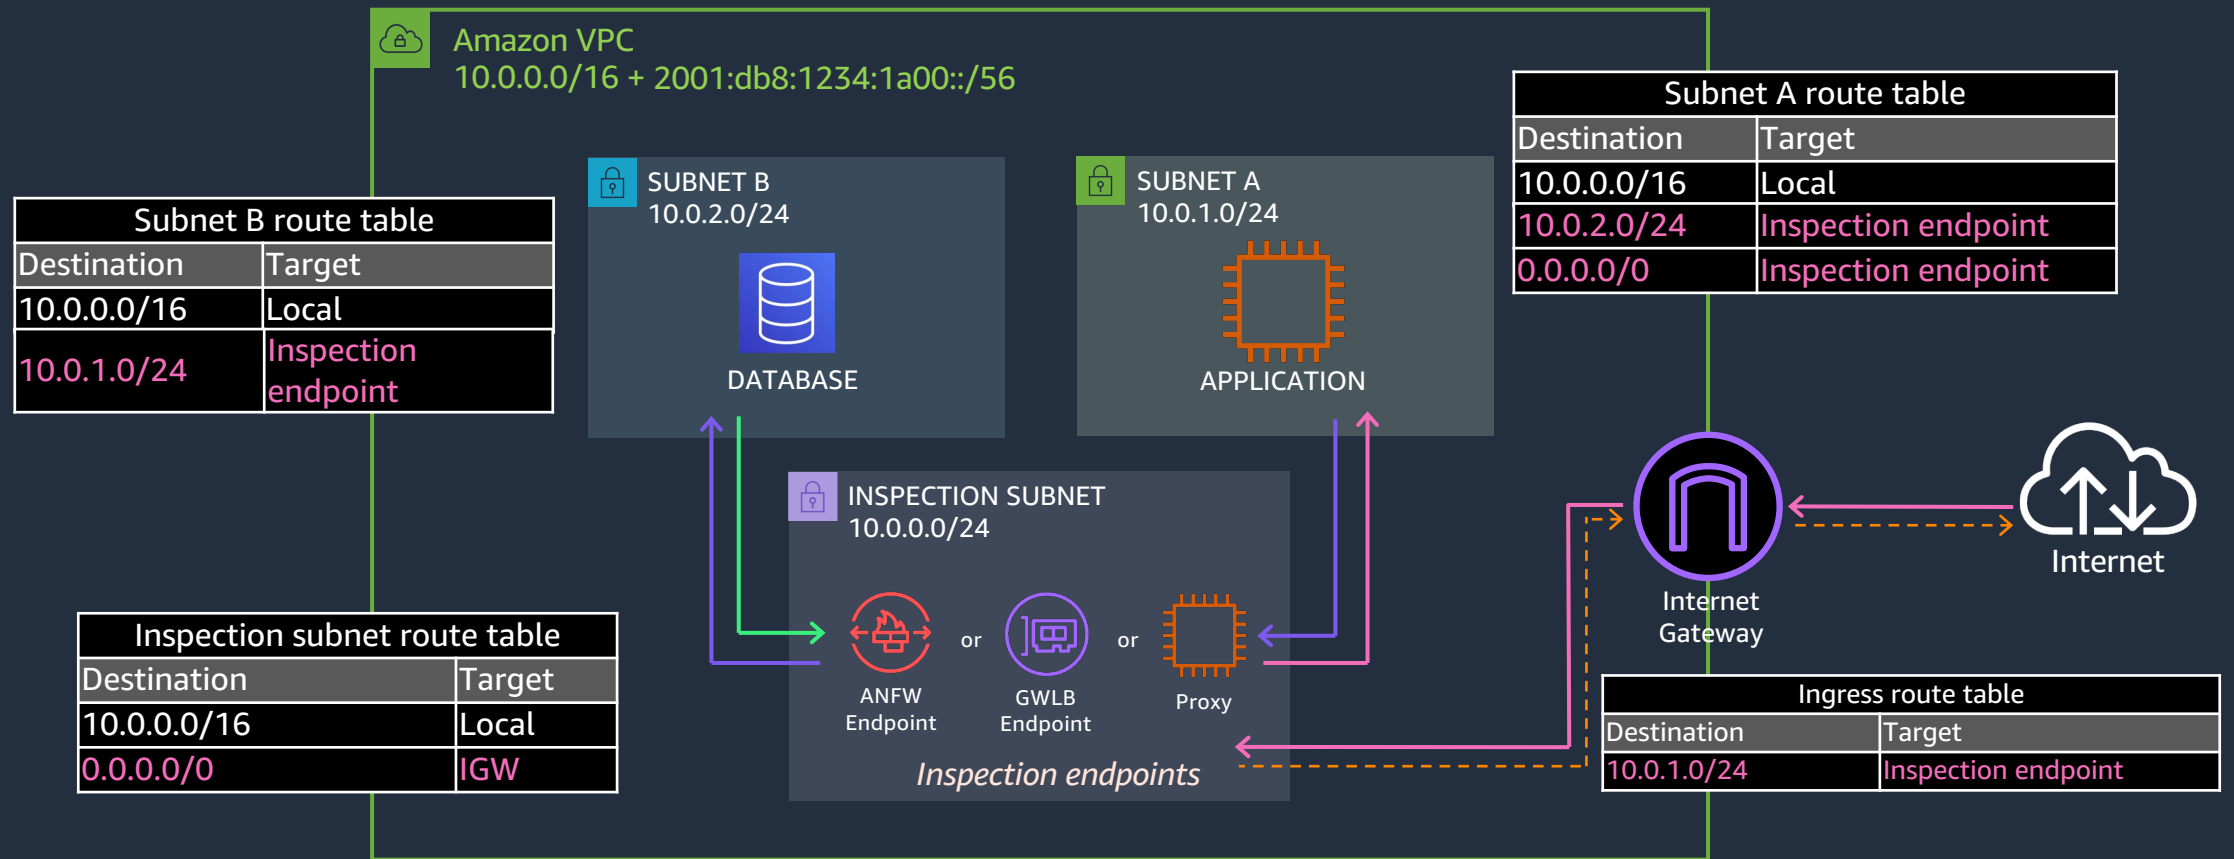 Amazon VPC
10.0.0.0/16 + 2001:db8:1234:1a00::/56
Subnet A route table
Destination Target
10.0.0.0/16 Local
10.0.2.0/24 Inspection endpoint
0.0.0.0/0 Inspection endpoint
SUBNET B
10.0.2.0/24
DATABASE
SUBNET A
10.0.1.0/24
APPLICATION
Subnet B route table
Destination Target
10.0.0.0/16 Local
10.0.1.0/24 Inspection
endpoint
INSPECTION SUBNET
10.0.0.0/24
ANFW
Endpoint
or
GWLB
Endpoint
or
Proxy
Inspection endpoints
Internet
Gateway
Internet
Inspection subnet route table
Destination Target
10.0.0.0/16 Local
0.0.0.0/0 IGW
Ingress route table
Destination Target
10.0.1.0/24 Inspection endpoint